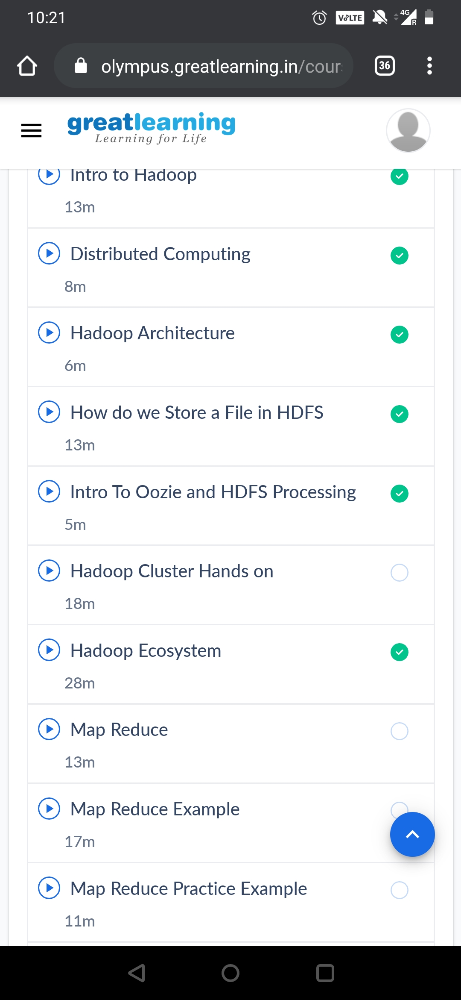 10:21
VoLTE 4G R
olympus.greatlearning.in/cour
36
greatlearning
Learning for Life
Intro to Hadoop
13m
Distributed Computing
8m
Hadoop Architecture
6m
How do we Store a File in HDFS
13m
Intro To Oozie and HDFS Processing
5m
Hadoop Cluster Hands on
18m
Hadoop Ecosystem
28m
Map Reduce
13m
Map Reduce Example
17m
Map Reduce Practice Example
11m